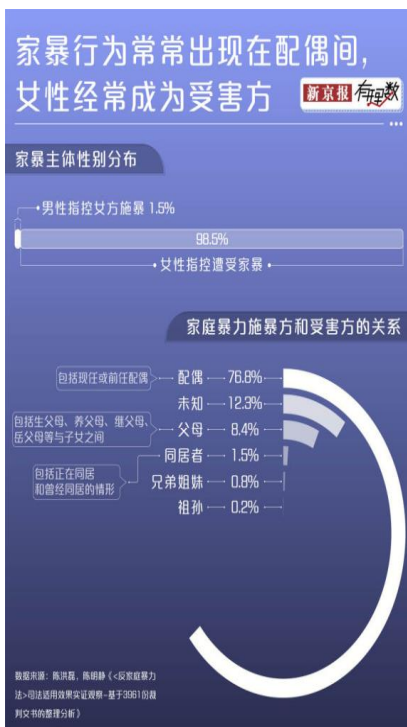 家暴行为常常出现在配偶间,
女性经常成为受害方
新京报 有理数
家暴主体性别分布
男性指控女方施暴 1.5%
98.5%
女性指控遭受家暴
家庭暴力施暴方和受害方的关系
包括现任或前任配偶
配偶 76.8%
未知 12.3%
包括生父母、养父母、继父母、
岳父母等与子女之间
父母 8.4%
同居者 1.5%
包括正在同居
和曾经同居的情形
兄弟姐妹 0.8%
祖孙 0.2%
数据来源：陈洪磊，陈明静《<反家庭暴力
法>司法适用效果实证观察-基于3961份裁
判文书的整理分析》